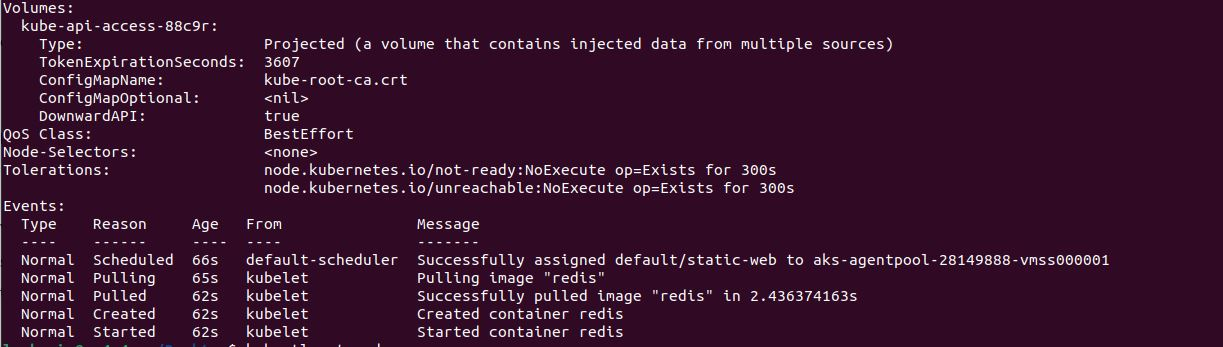 Volumes:
  kube-api-access-88c9r:
    Type:                    Projected (a volume that contains injected data from multiple sources)
    TokenExpirationSeconds:  3607
    ConfigMapName:           kube-root-ca.crt
    ConfigMapOptional:       <nil>
    DownwardAPI:             true
QoS Class:                   BestEffort
Node-Selectors:              <none>
Tolerations:                 node.kubernetes.io/not-ready:NoExecute op=Exists for 300s
                             node.kubernetes.io/unreachable:NoExecute op=Exists for 300s
Events:
  Type    Reason     Age   From               Message
  ----    ------     ----  ----               -------
  Normal  Scheduled  66s   default-scheduler  Successfully assigned default/static-web to aks-agentpool-28149888-vmss000001
  Normal  Pulling    65s   kubelet            Pulling image "redis"
  Normal  Pulled     62s   kubelet            Successfully pulled image "redis" in 2.436374163s
  Normal  Created    62s   kubelet            Created container redis
  Normal  Started    62s   kubelet            Started container redis